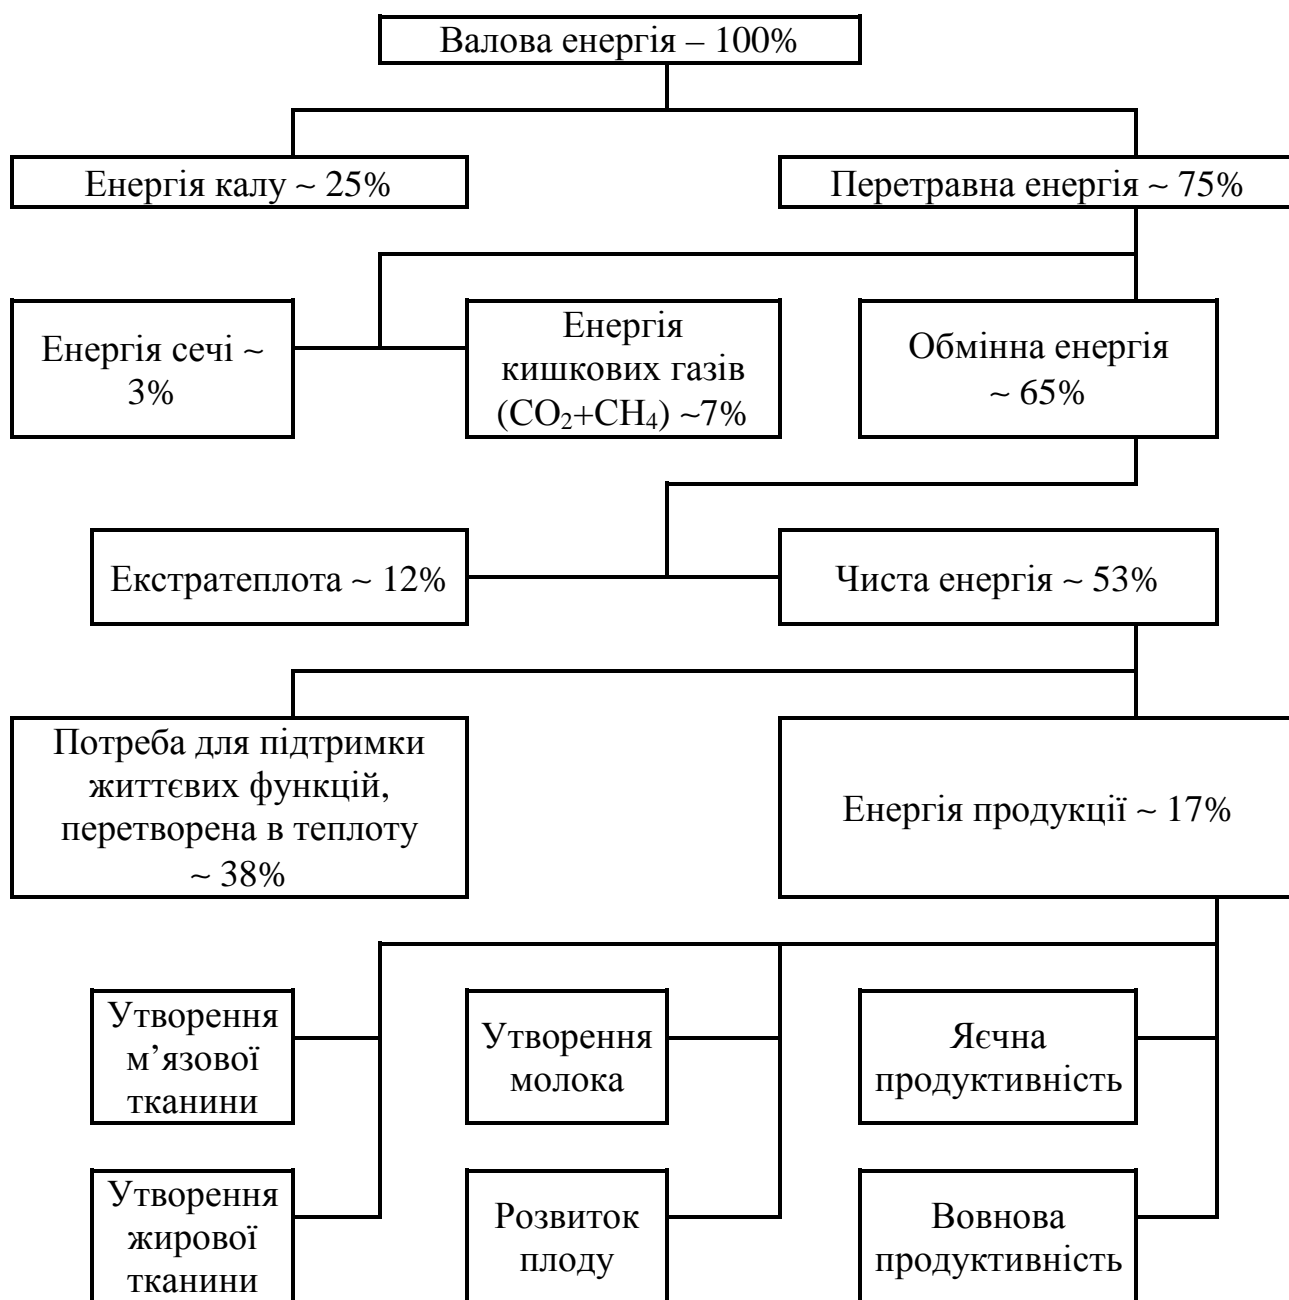 Валова енергія – 100%
Енергія калу ~ 25%
Перетравна енергія ~ 75%
Енергія сечі ~
3%
Енергія
кишкових газів
(CO₂+CH₄) ~7%
Обмінна енергія
~ 65%
Екстратеплота ~ 12%
Чиста енергія ~ 53%
Потреба для підтримки
життєвих функцій,
перетворена в теплоту
~ 38%
Енергія продукції ~ 17%
Утворення
м’язової
тканини
Утворення
молока
Яєчна
продуктивність
Утворення
жирової
тканини
Розвиток
плоду
Вовнова
продуктивність